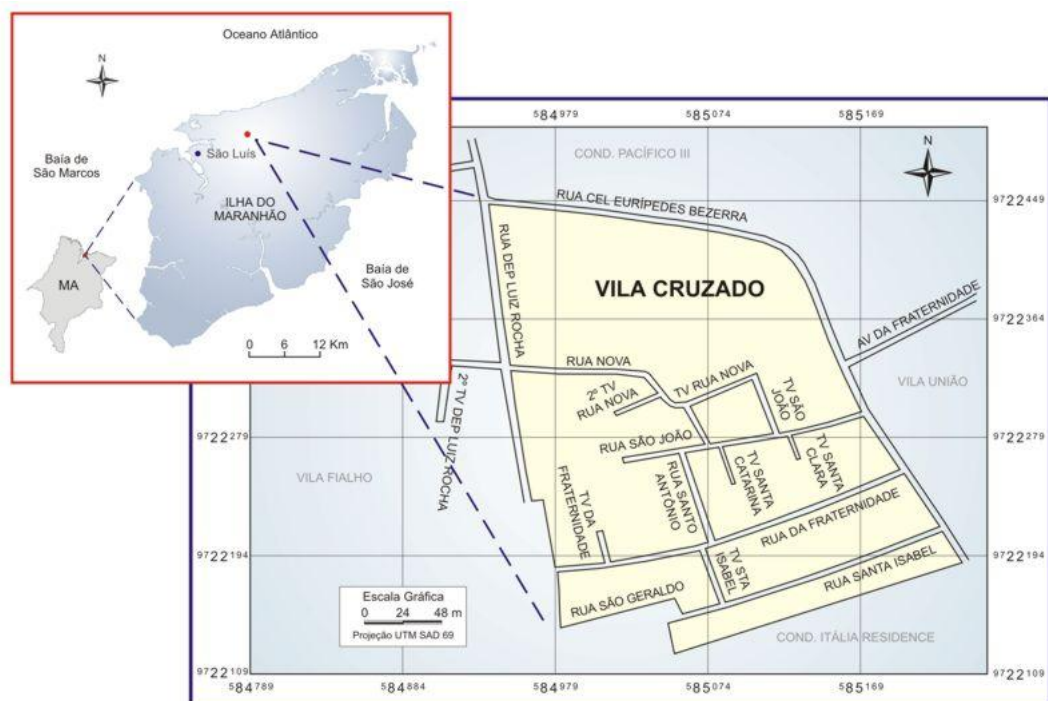 Oceano Atlântico
N
Baía de
São Marcos
São Luís
ILHA DO
MARANHÃO
Baía de
São José
MA
0 6 12 Km
584979
585074
585169
N
COND. PACÍFICO III
RUA CEL EURÍPEDES BEZERRA
9722449
RUA DEP LUIZ ROCHA
VILA CRUZADO
AV DA FRATERNIDADE
9722364
RUA NOVA
VILA UNIÃO
2º TV
RUA NOVA
TV RUA NOVA
TV SÃO
JOÃO
2º TV DEP LUIZ ROCHA
9722279
9722279
RUA SÃO JOÃO
VILA FIALHO
RUA SANTO
ANTÔNIO
TV SANTA
CATARINA
TV SANTA
CLARA
TV DA
FRATERNIDADE
RUA DA FRATERNIDADE
9722194
9722194
TV STA
ISABEL
RUA SANTA ISABEL
RUA SÃO GERALDO
Escala Gráfica
0 24 48 m
Projeção UTM SAD 69
COND. ITÁLIA RESIDENCE
9722109
9722109
584789
584884
584979
585074
585169